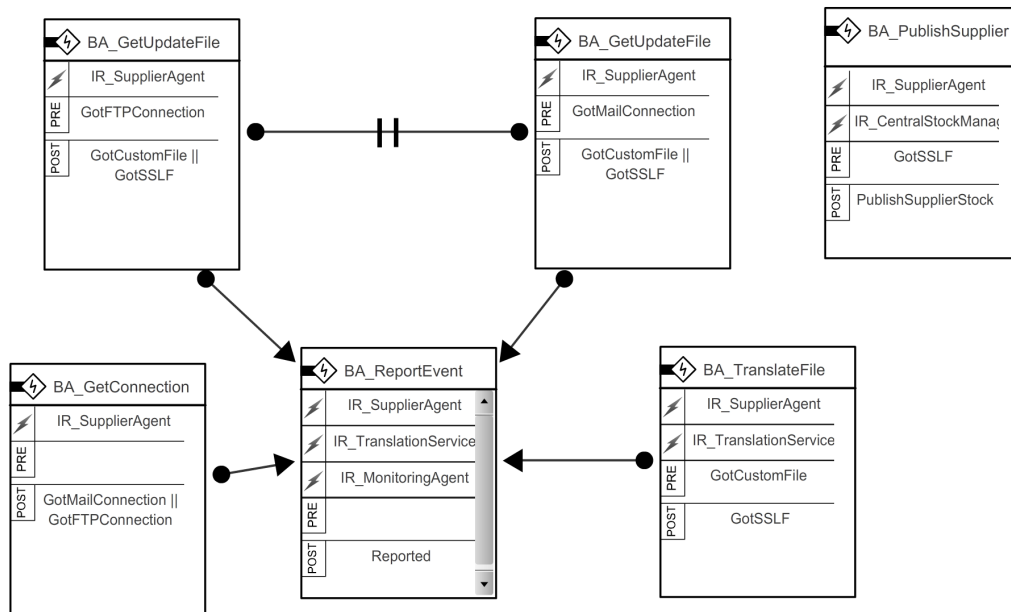 BA_GetUpdateFile
IR_SupplierAgent
PRE
GotFTPConnection
POST
GotCustomFile ||
GotSSLF
BA_GetUpdateFile
IR_SupplierAgent
PRE
GotMailConnection
POST
GotCustomFile ||
GotSSLF
BA_PublishSupplier
IR_SupplierAgent
IR_CentralStockManag
PRE
GotSSLF
POST
PublishSupplierStock
BA_GetConnection
IR_SupplierAgent
PRE
POST
GotMailConnection ||
GotFTPConnection
BA_ReportEvent
IR_SupplierAgent
IR_TranslationService
IR_MonitoringAgent
PRE
POST
Reported
BA_TranslateFile
IR_SupplierAgent
IR_TranslationService
PRE
GotCustomFile
POST
GotSSLF